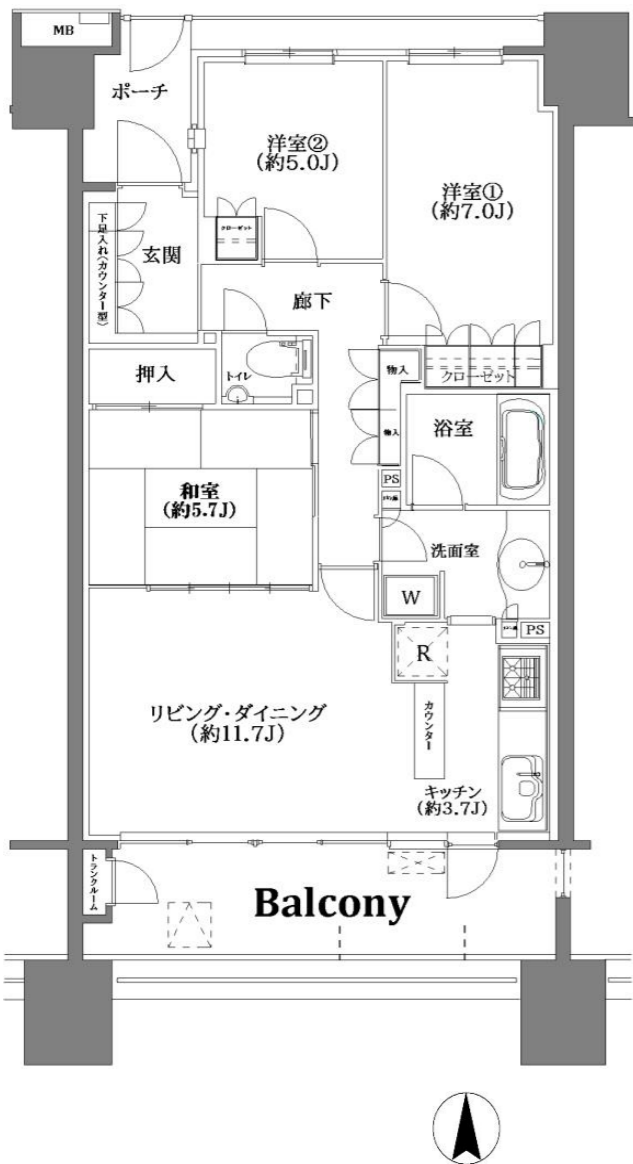 MB
ポーチ
洋室②
(約5.0J)
洋室①
(約7.0J)
クローゼット
下足入れ(カウンター型)
玄関
廊下
押入
トイレ
物入
クローゼット
物入
浴室
和室
(約5.7J)
PS
洗面室
W
PS
R
リビング・ダイニング
(約11.7J)
カウンター
キッチン
(約3.7J)
トランクルーム
Balcony